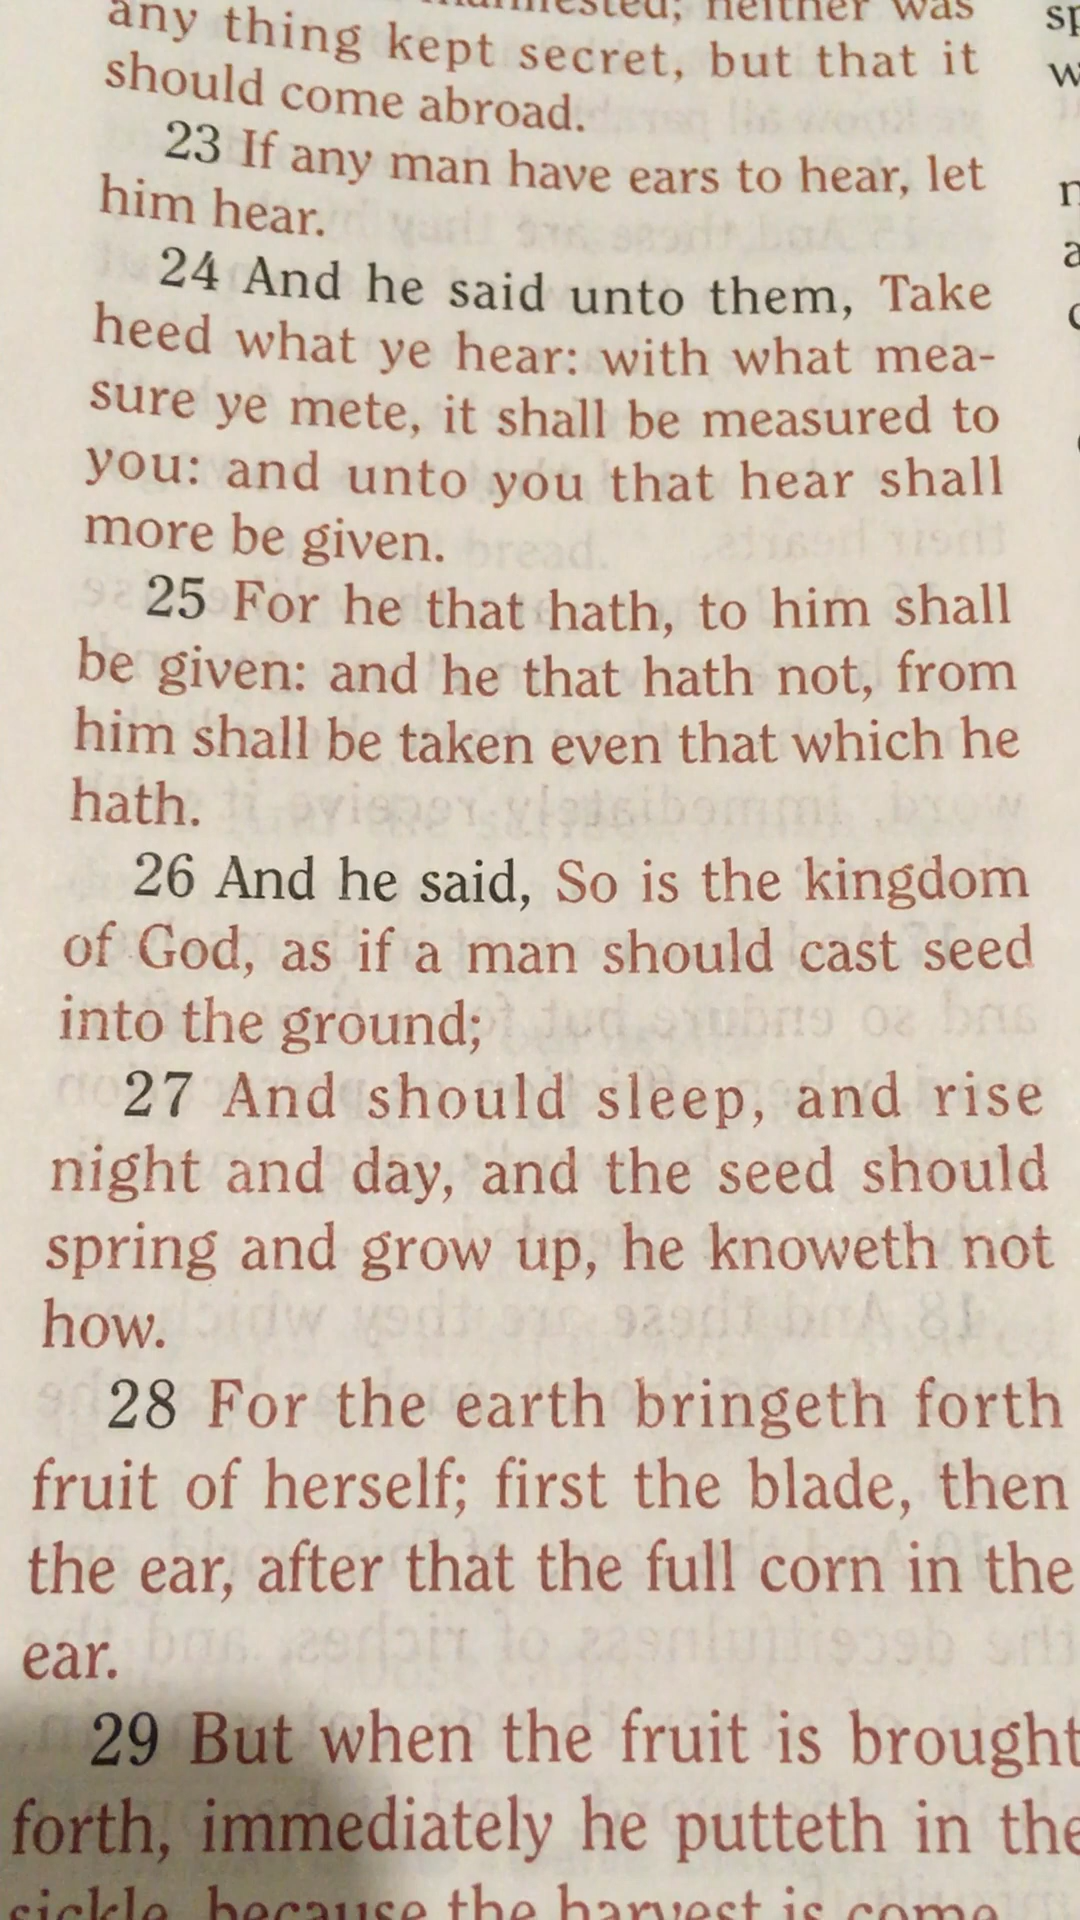 neither was
any thing kept secret, but that it
should come abroad.
23 If any man have ears to hear, let
him hear.
24 And he said unto them, Take
heed what ye hear: with what mea-
sure ye mete, it shall be measured to
you: and unto you that hear shall
more be given.
25 For he that hath, to him shall
be given: and he that hath not, from
him shall be taken even that which he
hath.
26 And he said, So is the kingdom
of God, as if a man should cast seed
into the ground;
27 And should sleep, and rise
night and day, and the seed should
spring and grow up, he knoweth not
how.
28 For the earth bringeth forth
fruit of herself; first the blade, then
the ear, after that the full corn in the
ear.
29 But when the fruit is brought
forth, immediately he putteth in the
sickle, because the harvest is come.